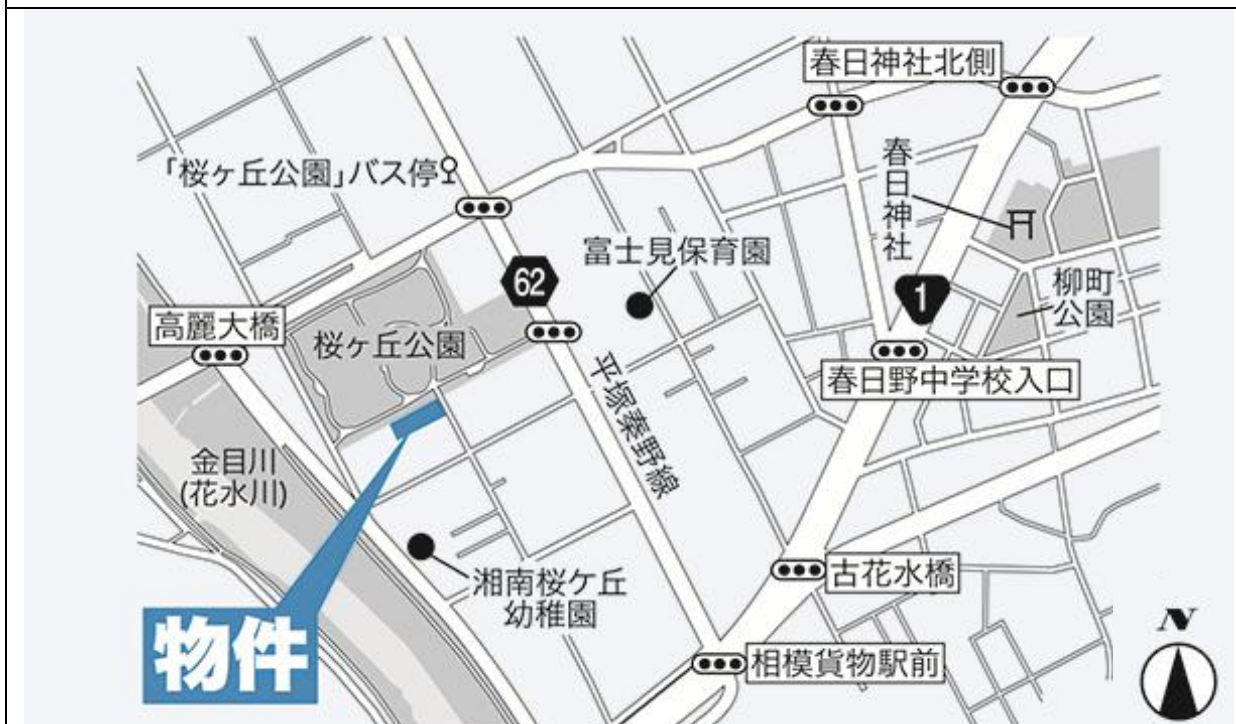 春日神社北側
「桜ヶ丘公園」バス停
春日神社
富士見保育園
62
1
柳町
公園
高麗大橋
桜ヶ丘公園
春日野中学校入口
平塚秦野線
金目川
(花水川)
湘南桜ケ丘
幼稚園
古花水橋
物件
相模貨物駅前
N